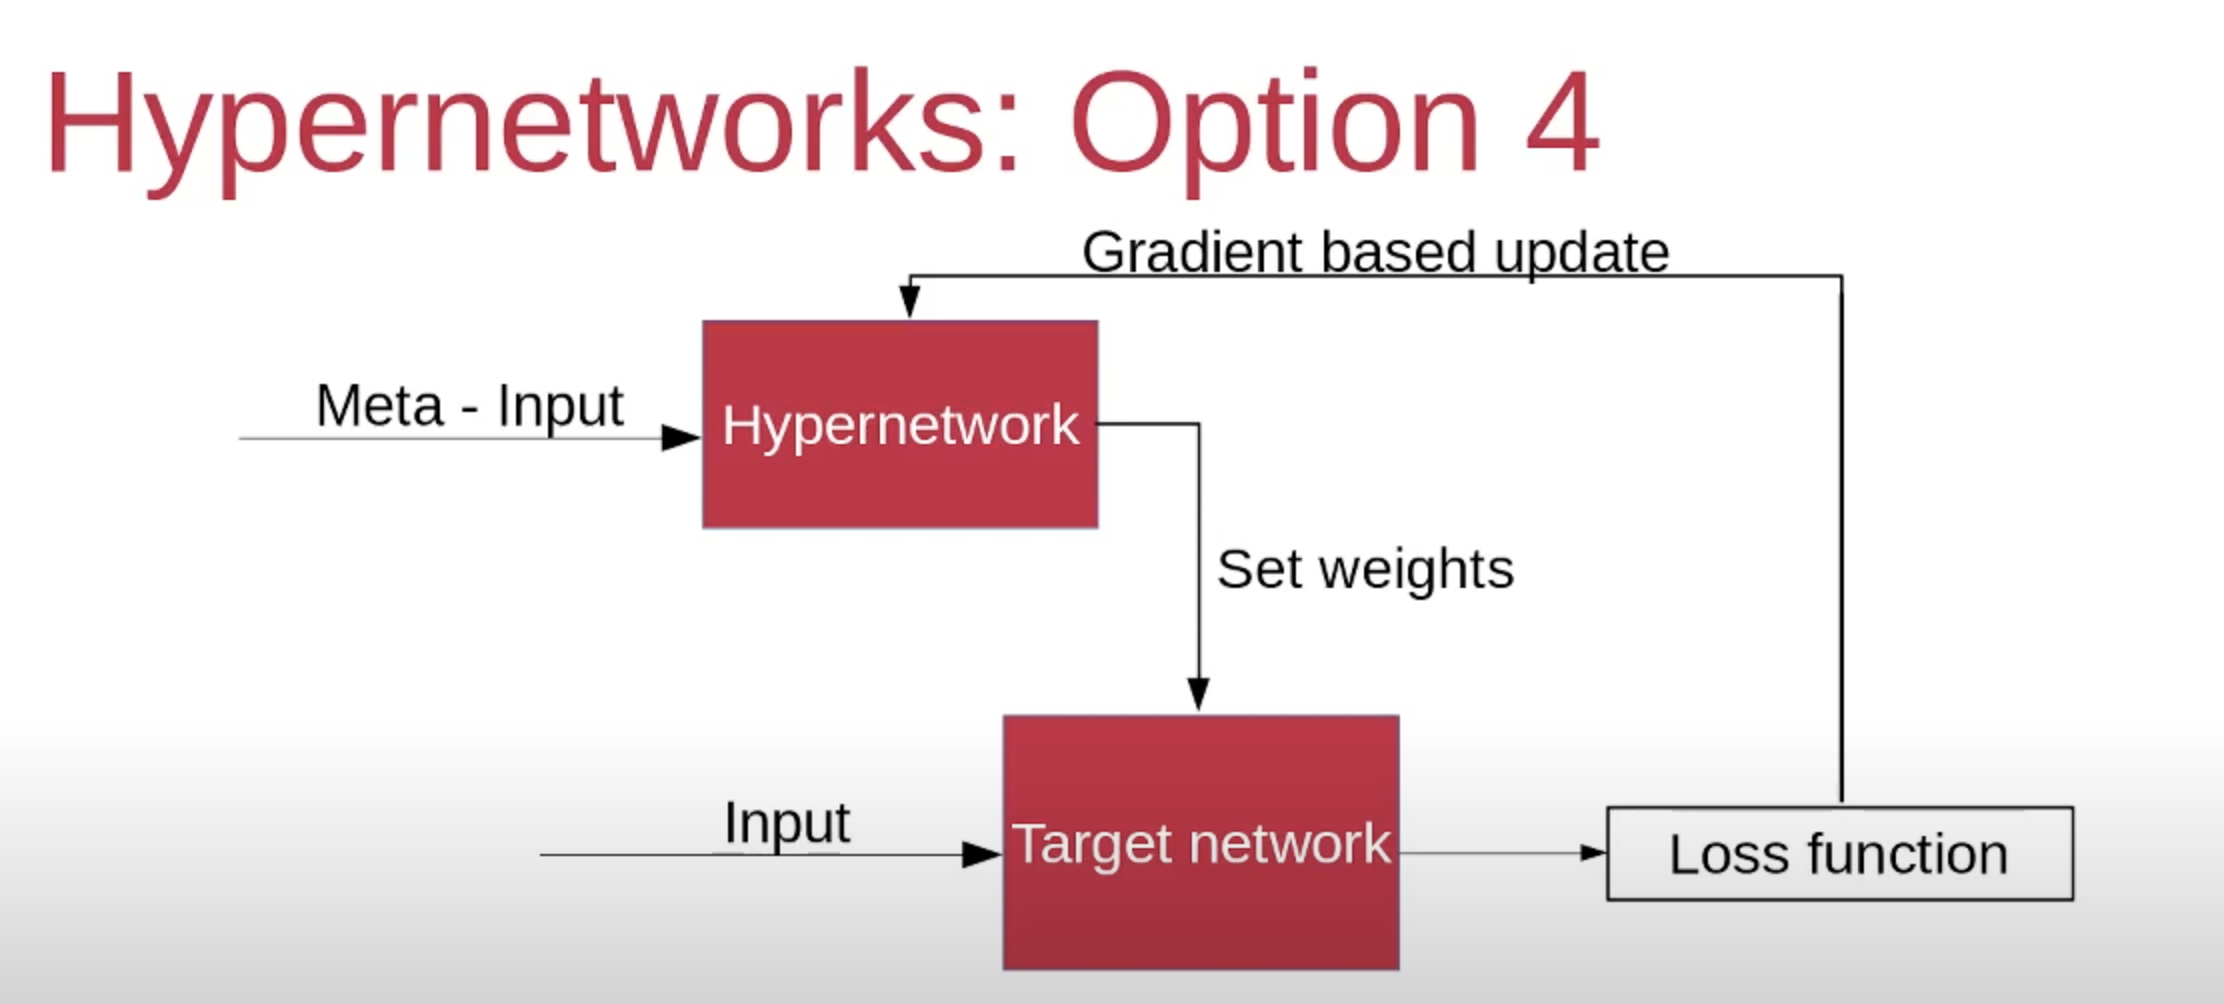 Hypernetworks: Option 4
Gradient based update
Meta - Input
Hypernetwork
Set weights
Input
Target network
Loss function